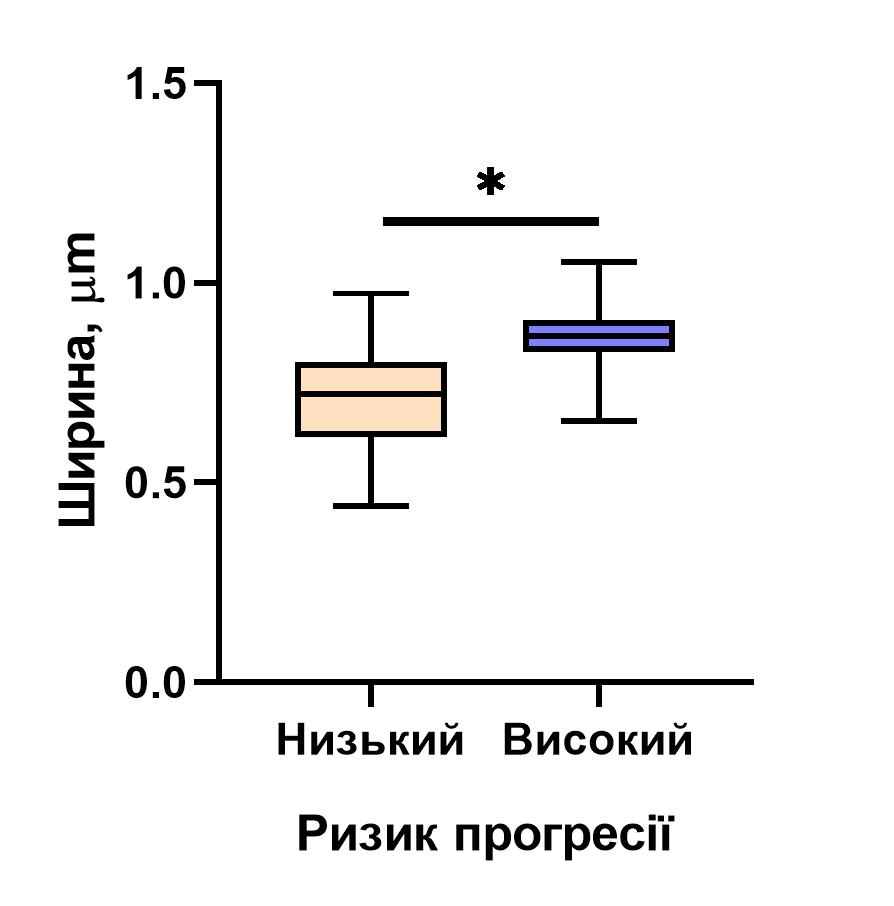 1.5
*
1.0
0.5
0.0
Ширина, μm
Низький Високий
Ризик прогресії